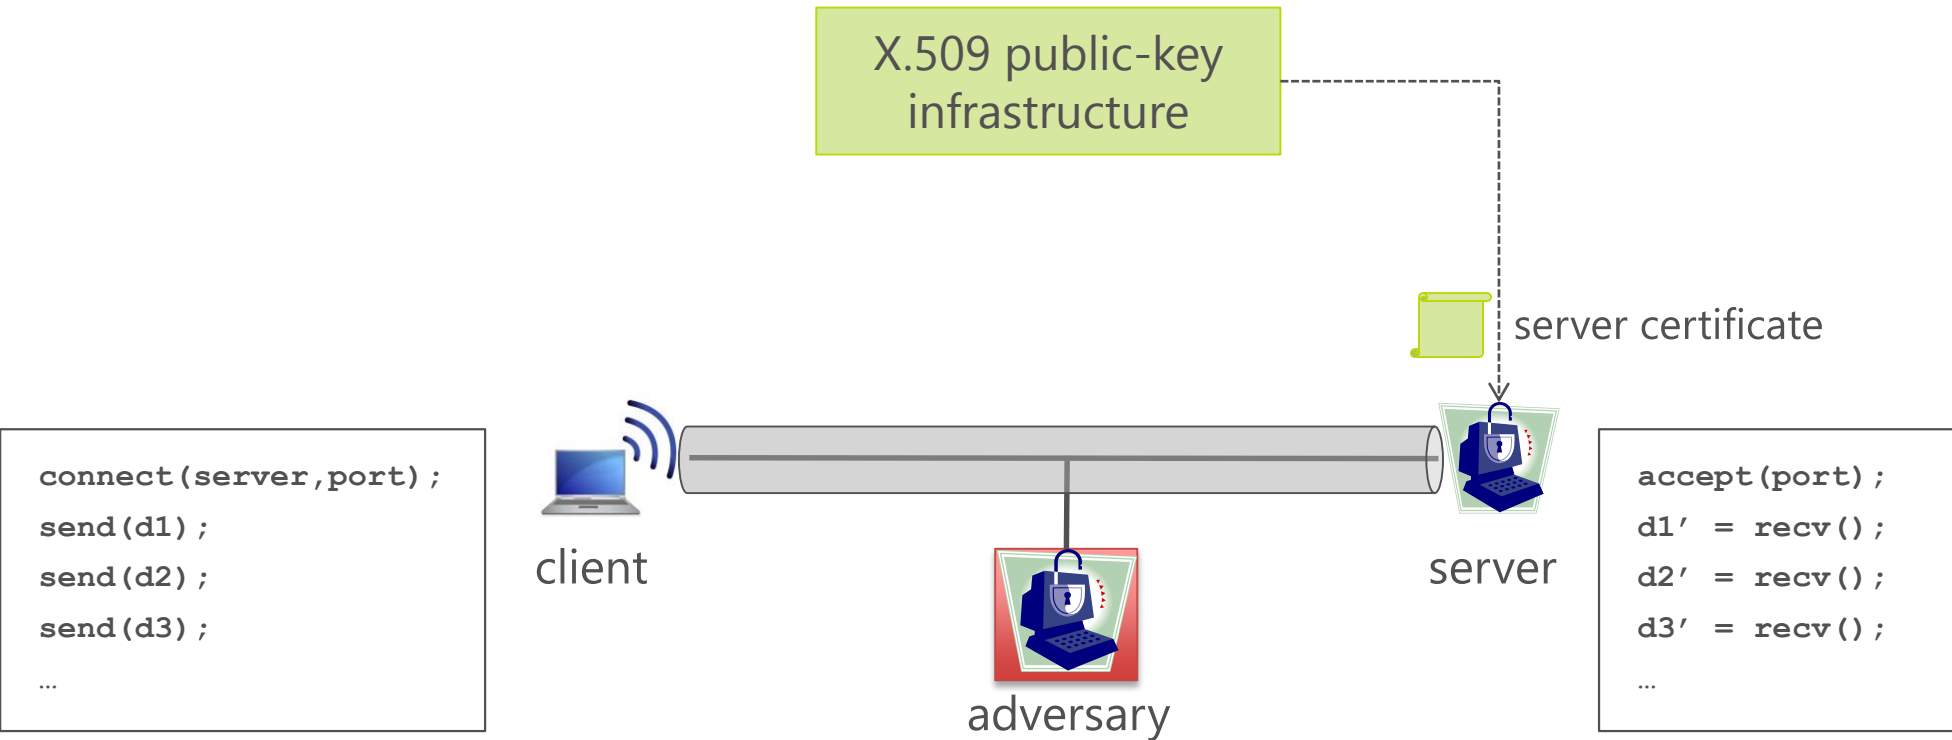 X.509 public-key
infrastructure
server certificate
connect(server,port);
send(d1);
send(d2);
send(d3);
…
client
adversary
server
accept(port);
d1’ = recv();
d2’ = recv();
d3’ = recv();
…